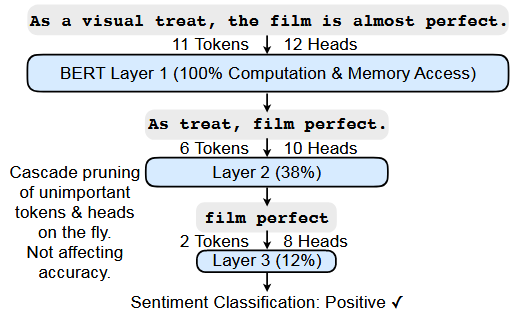 As a visual treat, the film is almost perfect.
11 Tokens 12 Heads
BERT Layer 1 (100% Computation & Memory Access)
As treat, film perfect.
6 Tokens 10 Heads
Cascade pruning
of unimportant
tokens & heads
on the fly.
Not affecting
accuracy.
Layer 2 (38%)
film perfect
2 Tokens 8 Heads
Layer 3 (12%)
Sentiment Classification: Positive ✓